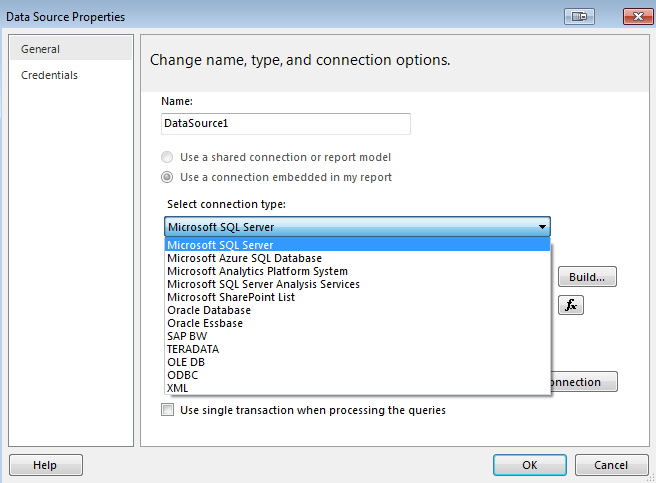 Data Source Properties
General
Credentials
Change name, type, and connection options.
Name:
DataSource1
Use a shared connection or report model
Use a connection embedded in my report
Select connection type:
Microsoft SQL Server
Microsoft SQL Server
Microsoft Azure SQL Database
Microsoft Analytics Platform System
Microsoft SQL Server Analysis Services
Microsoft SharePoint List
Oracle Database
Oracle Essbase
SAP BW
TERADATA
OLE DB
ODBC
XML
Build...
fx
onnection
Use single transaction when processing the queries
Help
OK
Cancel